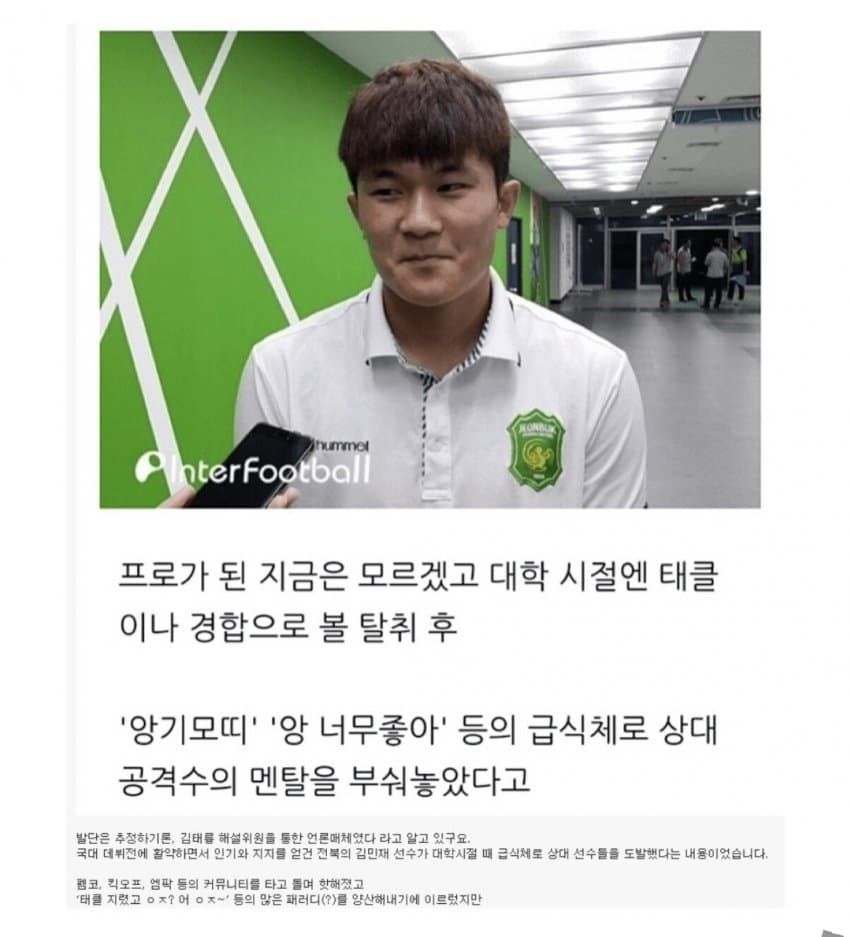 hummel
InterFootball
JEONBUK
프로가 된 지금은 모르겠고 대학 시절엔 태클
이나 경합으로 볼 탈취 후
'앙기모띠' '앙 너무좋아' 등의 급식체로 상대
공격수의 멘탈을 부숴놓았다고
발단은 추정하기론, 김태륭 해설위원을 통한 언론매체였다 라고 알고 있구요.
국대 데뷔전에 활약하면서 인기와 지지를 얻건 전북의 김민재 선수가 대학시절 때 급식체로 상대 선수들을 도발했다는 내용이었습니다.
펨코, 킥오프, 엠팍 등의 커뮤니티를 타고 돌며 핫해졌고
'태클 지렸고 ㅇㅈ? 어 ㅇㅈ~' 등의 많은 패러디(?)를 양산해내기에 이르렀지만